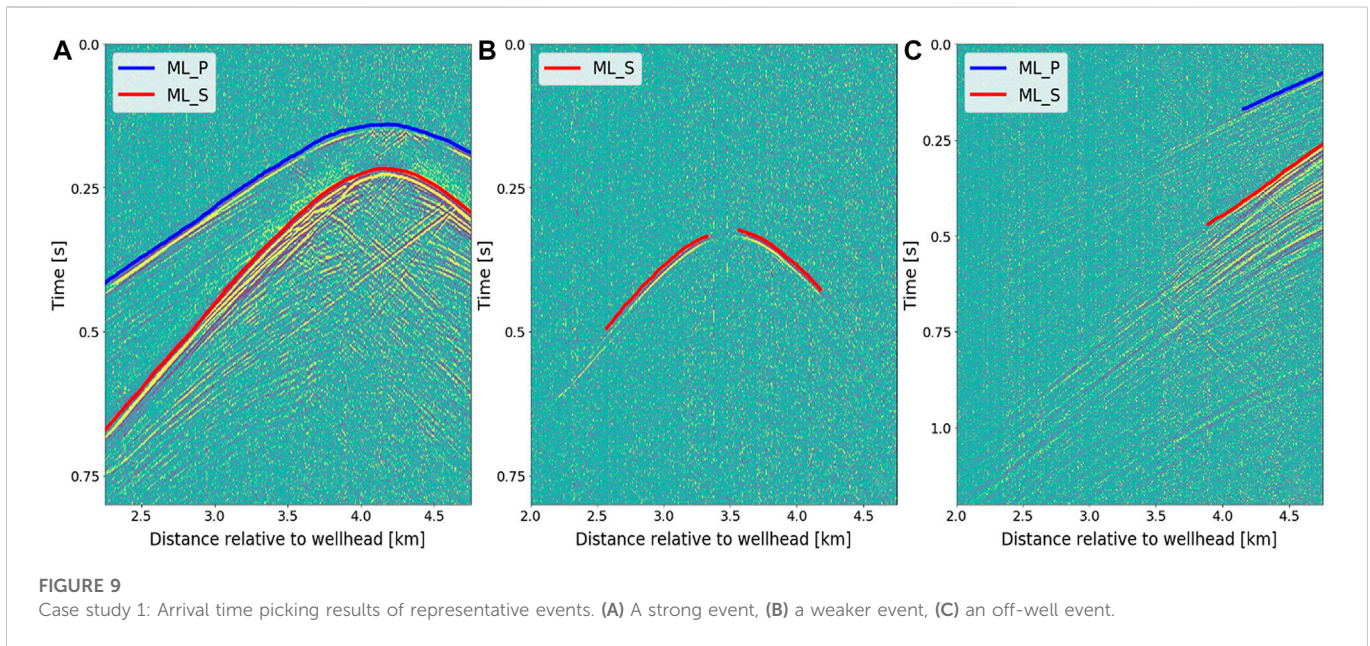 A
0.0
0.25
0.5
0.75
Time [s]
2.5 3.0 3.5 4.0 4.5
Distance relative to wellhead [km]
ML_P
ML_S
B
0.0
0.25
0.5
0.75
Time [s]
2.0 2.5 3.0 3.5 4.0 4.5
Distance relative to wellhead [km]
ML_S
C
0.0
0.25
0.5
0.75
1.0
Time [s]
2.0 2.5 3.0 3.5 4.0 4.5
Distance relative to wellhead [km]
ML_P
ML_S
FIGURE 9
Case study 1: Arrival time picking results of representative events. (A) A strong event, (B) a weaker event, (C) an off-well event.